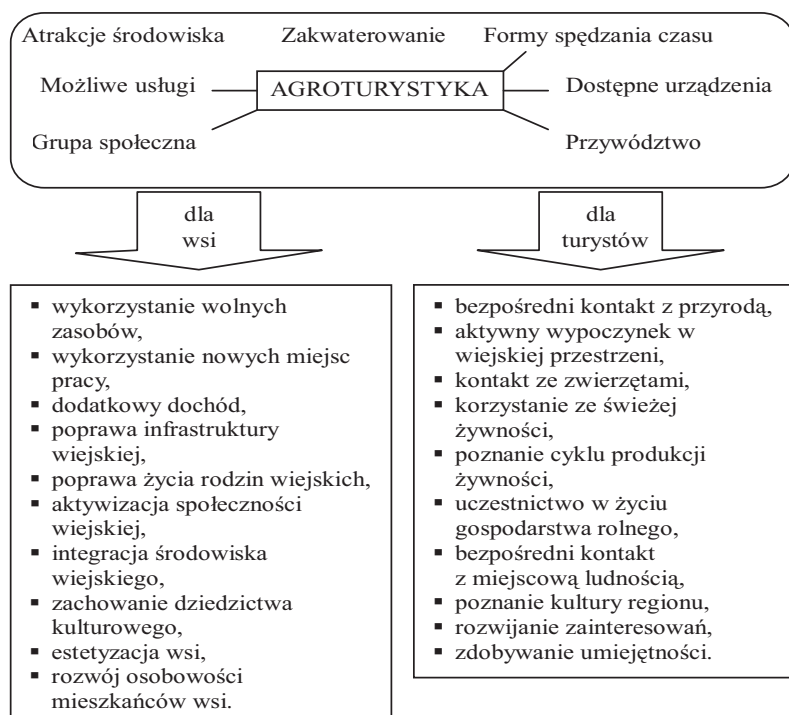 Atrakcje środowiska Zakwaterowanie Formy spędzania czasu
Możliwe usługi AGROTURYSTYKA Dostępne urządzenia
Grupa społeczna Przywództwo
dla
wsi
dla
turystów
▪ wykorzystanie wolnych
zasobów,
▪ wykorzystanie nowych miejsc
pracy,
▪ dodatkowy dochód,
▪ poprawa infrastruktury
wiejskiej,
▪ poprawa życia rodzin wiejskich,
▪ aktywizacja społeczności
wiejskiej,
▪ integracja środowiska
wiejskiego,
▪ zachowanie dziedzictwa
kulturowego,
▪ estetyzacja wsi,
▪ rozwój osobowości
mieszkańców wsi.
▪ bezpośredni kontakt z przyrodą,
▪ aktywny wypoczynek w
wiejskiej przestrzeni,
▪ kontakt ze zwierzętami,
▪ korzystanie ze świeżej
żywności,
▪ poznanie cyklu produkcji
żywności,
▪ uczestnictwo w życiu
gospodarstwa rolnego,
▪ bezpośredni kontakt
z miejscową ludnością,
▪ poznanie kultury regionu,
▪ rozwijanie zainteresowań,
▪ zdobywanie umiejętności.